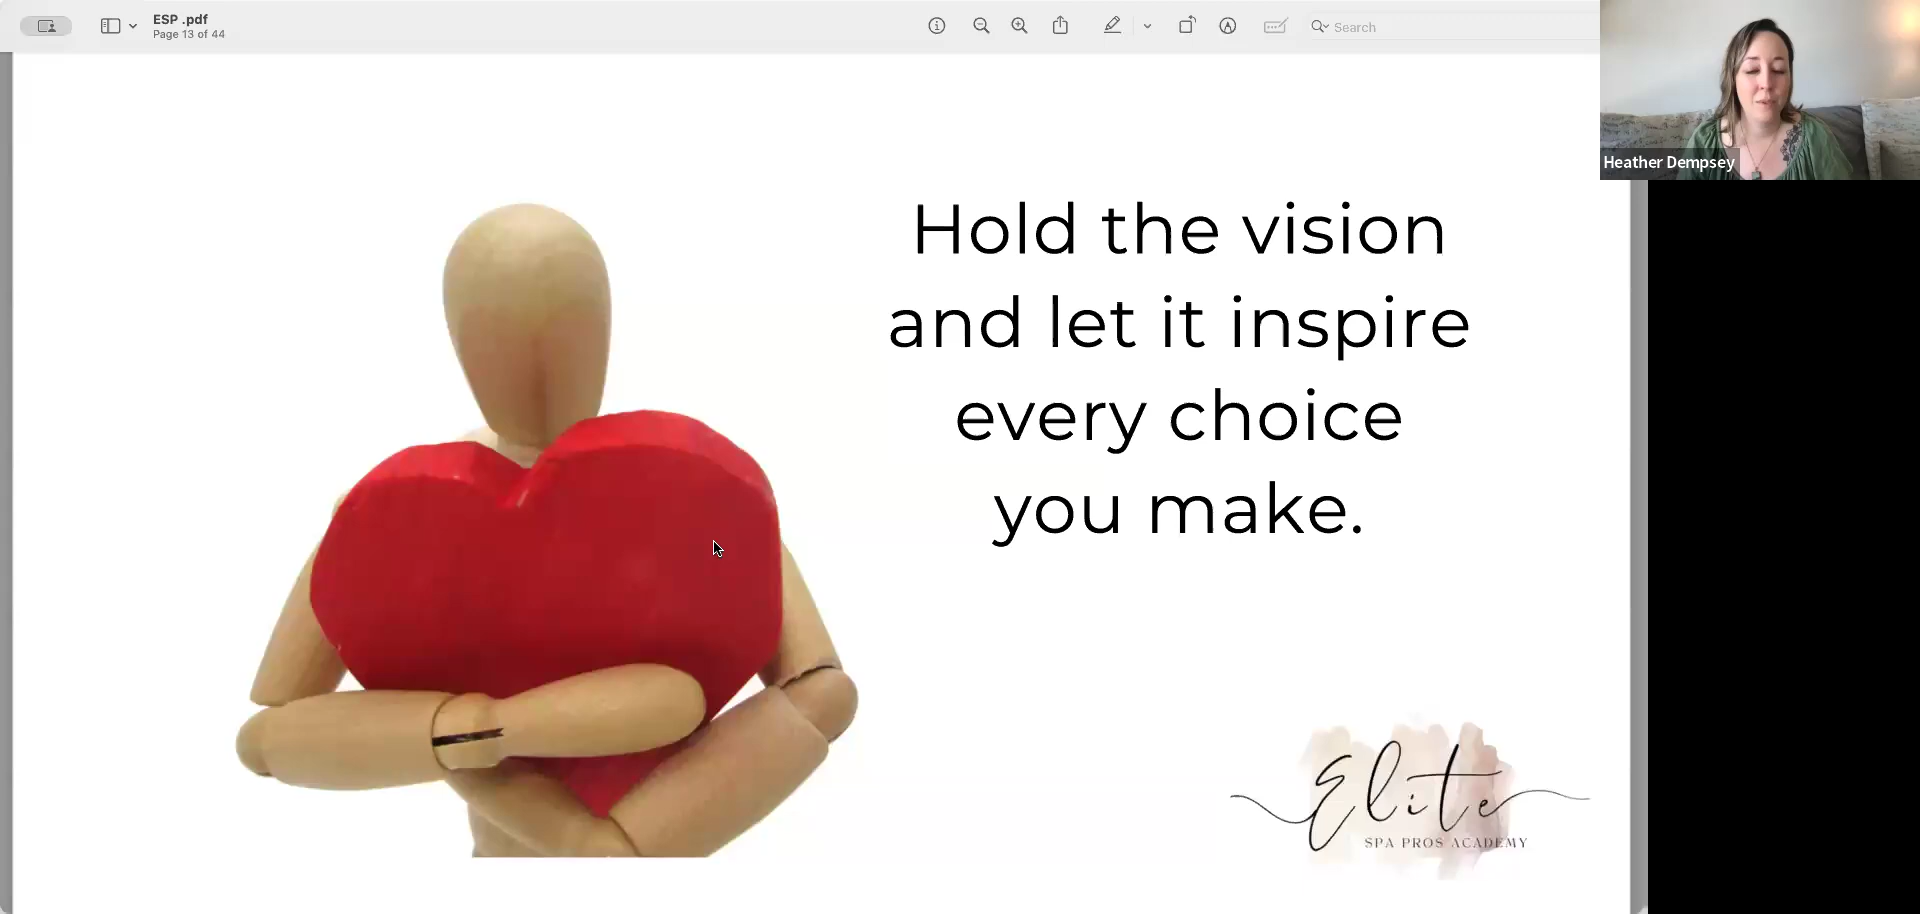 ESP .pdf
Page 13 of 44
Search
Heather Dempsey
Hold the vision
and let it inspire
every choice
you make.
Elite
SPA PROS ACADEMY